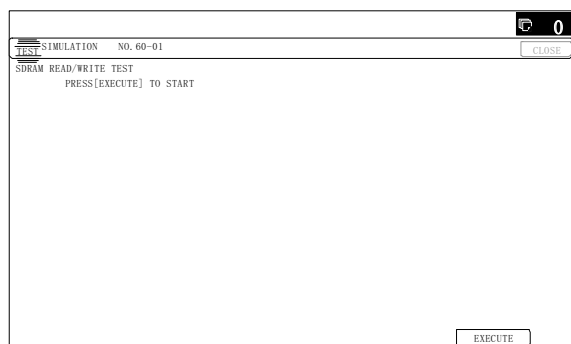 0
TEST SIMULATION NO. 60-01 CLOSE
SDRAM READ/WRITE TEST
PRESS[EXECUTE] TO START
EXECUTE